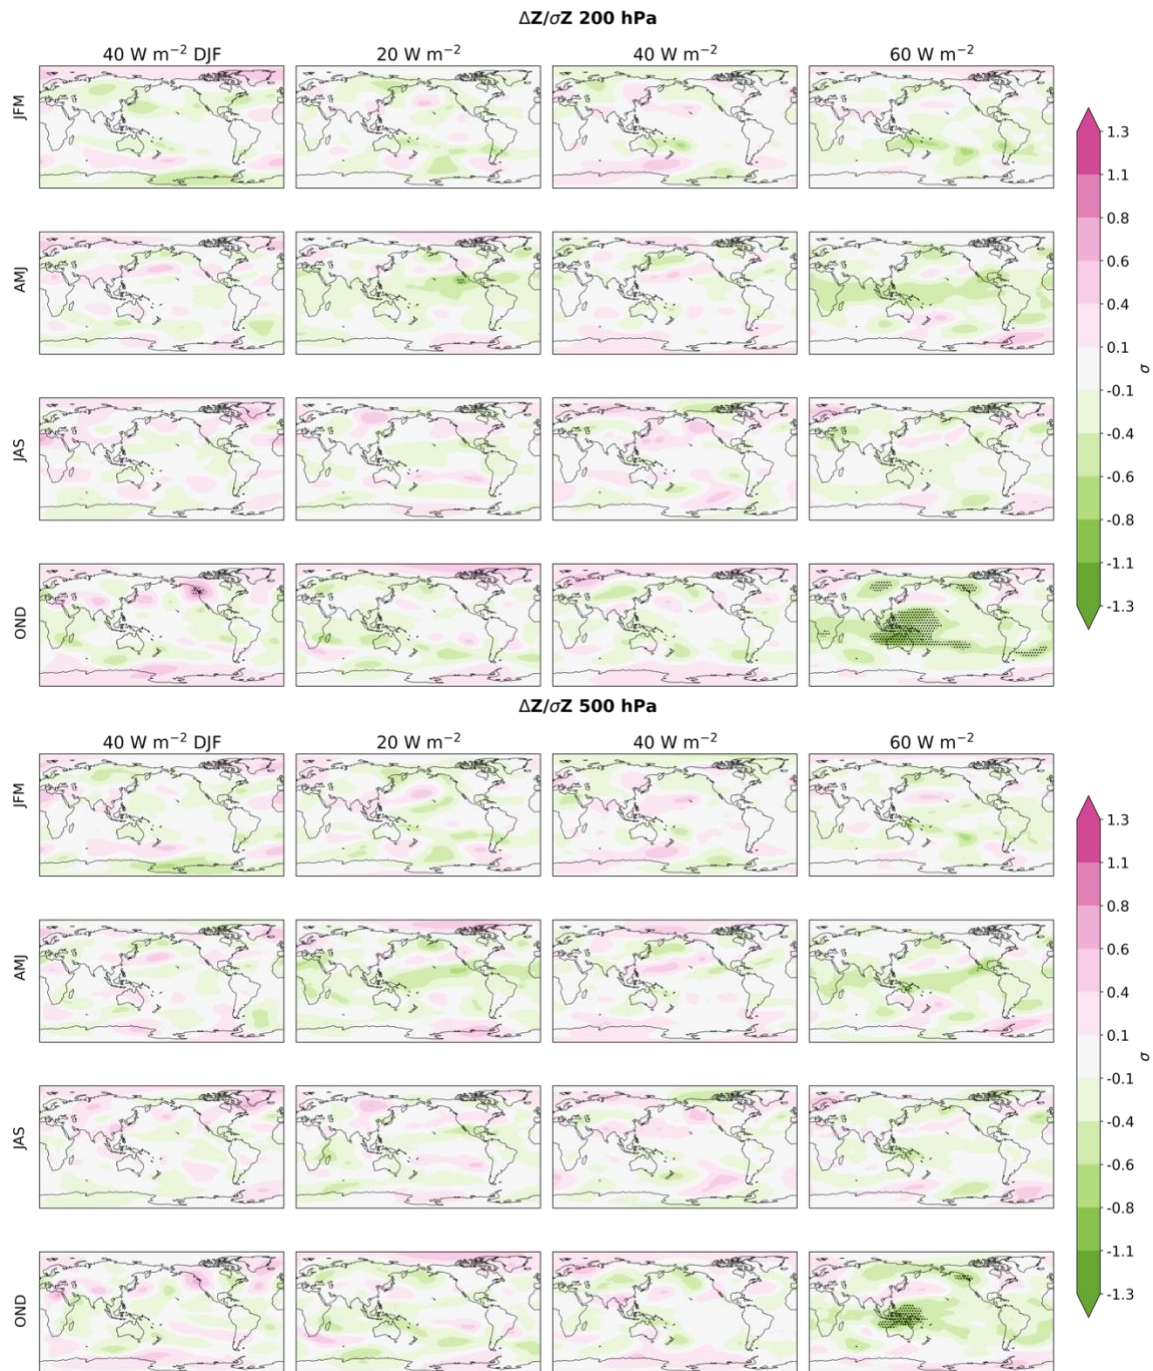 ΔZ/σZ 200 hPa
40 W m⁻² DJF 20 W m⁻² 40 W m⁻² 60 W m⁻²
JFM
AMJ
JAS
OND
1.3
1.1
0.8
0.6
0.4
0.1
-0.1
-0.4
-0.6
-0.8
-1.1
-1.3
σ
ΔZ/σZ 500 hPa
40 W m⁻² DJF 20 W m⁻² 40 W m⁻² 60 W m⁻²
JFM
AMJ
JAS
OND
1.3
1.1
0.8
0.6
0.4
0.1
-0.1
-0.4
-0.6
-0.8
-1.1
-1.3
σ